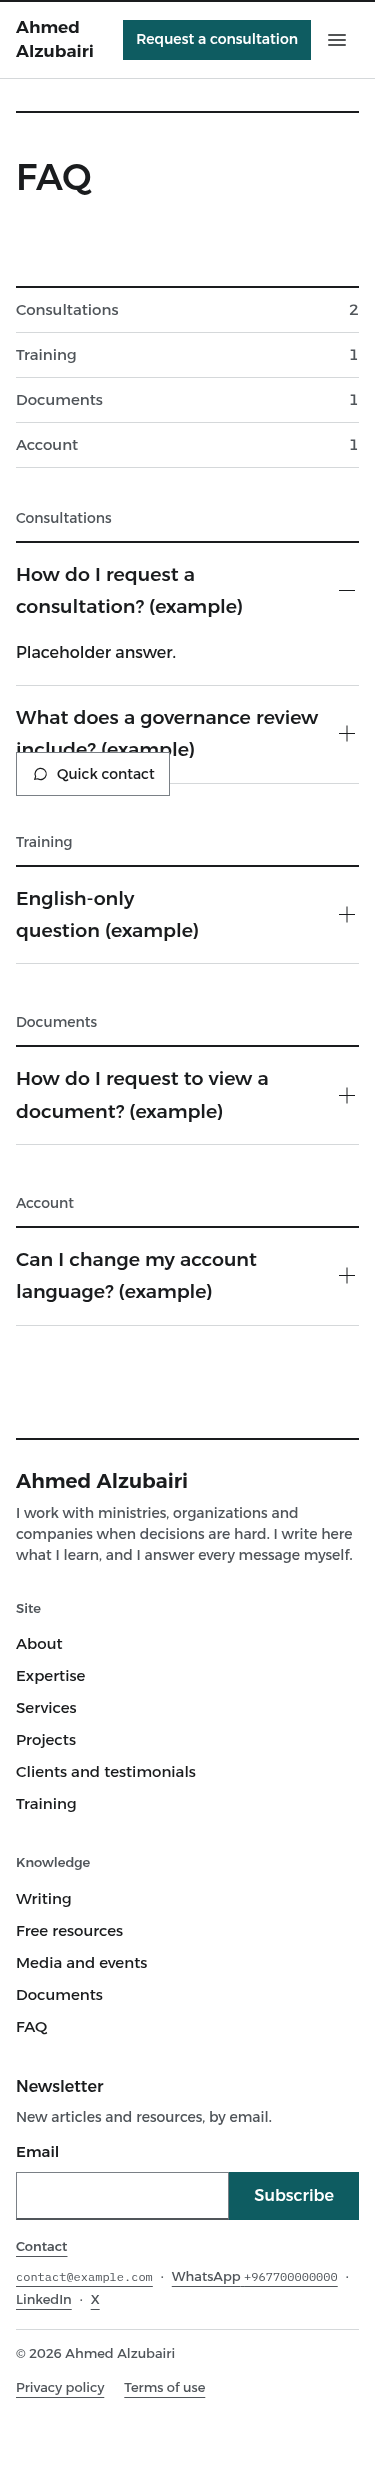 Ahmed
Alzubairi
Request a consultation
FAQ
Consultations 2
Training 1
Documents 1
Account 1
Consultations
How do I request a
consultation? (example)
Placeholder answer.
What does a governance review
include? (example)
Quick contact
Training
English-only
question (example)
Documents
How do I request to view a
document? (example)
Account
Can I change my account
language? (example)
Ahmed Alzubairi
I work with ministries, organizations and
companies when decisions are hard. I write here
what I learn, and I answer every message myself.
Site
About
Expertise
Services
Projects
Clients and testimonials
Training
Knowledge
Writing
Free resources
Media and events
Documents
FAQ
Newsletter
New articles and resources, by email.
Email
Subscribe
Contact
contact@example.com · WhatsApp +967700000000 ·
LinkedIn · X
© 2026 Ahmed Alzubairi
Privacy policy Terms of use